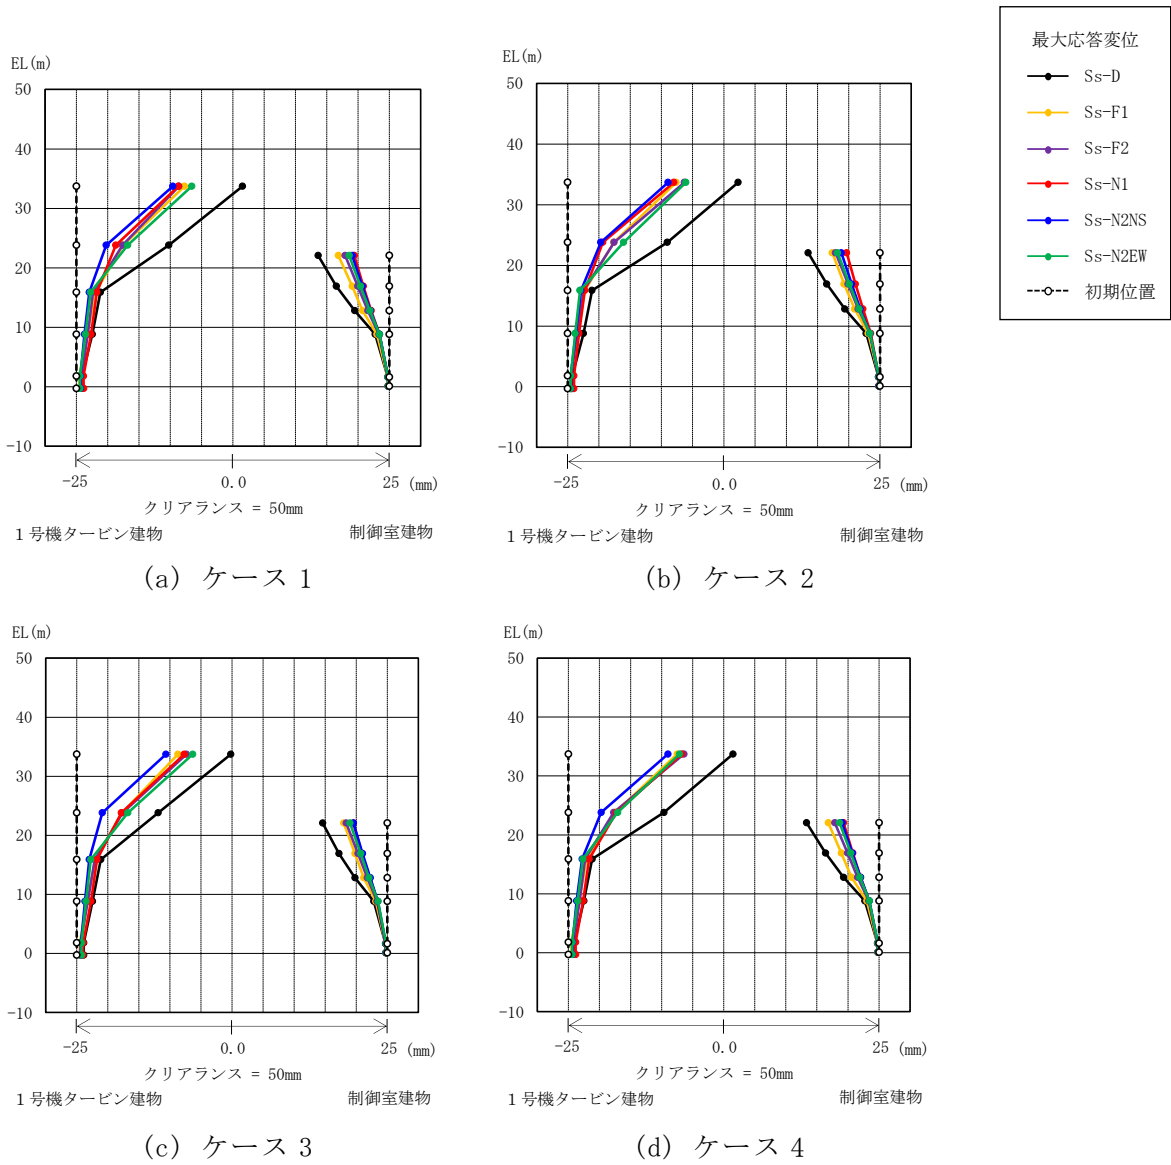 最大応答変位
Ss-D
Ss-F1
Ss-F2
Ss-N1
Ss-N2NS
Ss-N2EW
初期位置
EL(m)
50
40
30
20
10
0
-10
-25
0.0
25 (mm)
クリアランス = 50mm
1号機タービン建物 制御室建物
(a) ケース 1
EL(m)
50
40
30
20
10
0
-10
-25
0.0
25 (mm)
クリアランス = 50mm
1号機タービン建物 制御室建物
(b) ケース 2
EL(m)
50
40
30
20
10
0
-10
-25
0.0
25 (mm)
クリアランス = 50mm
1号機タービン建物 制御室建物
(c) ケース 3
EL(m)
50
40
30
20
10
0
-10
-25
0.0
25 (mm)
クリアランス = 50mm
1号機タービン建物 制御室建物
(d) ケース 4